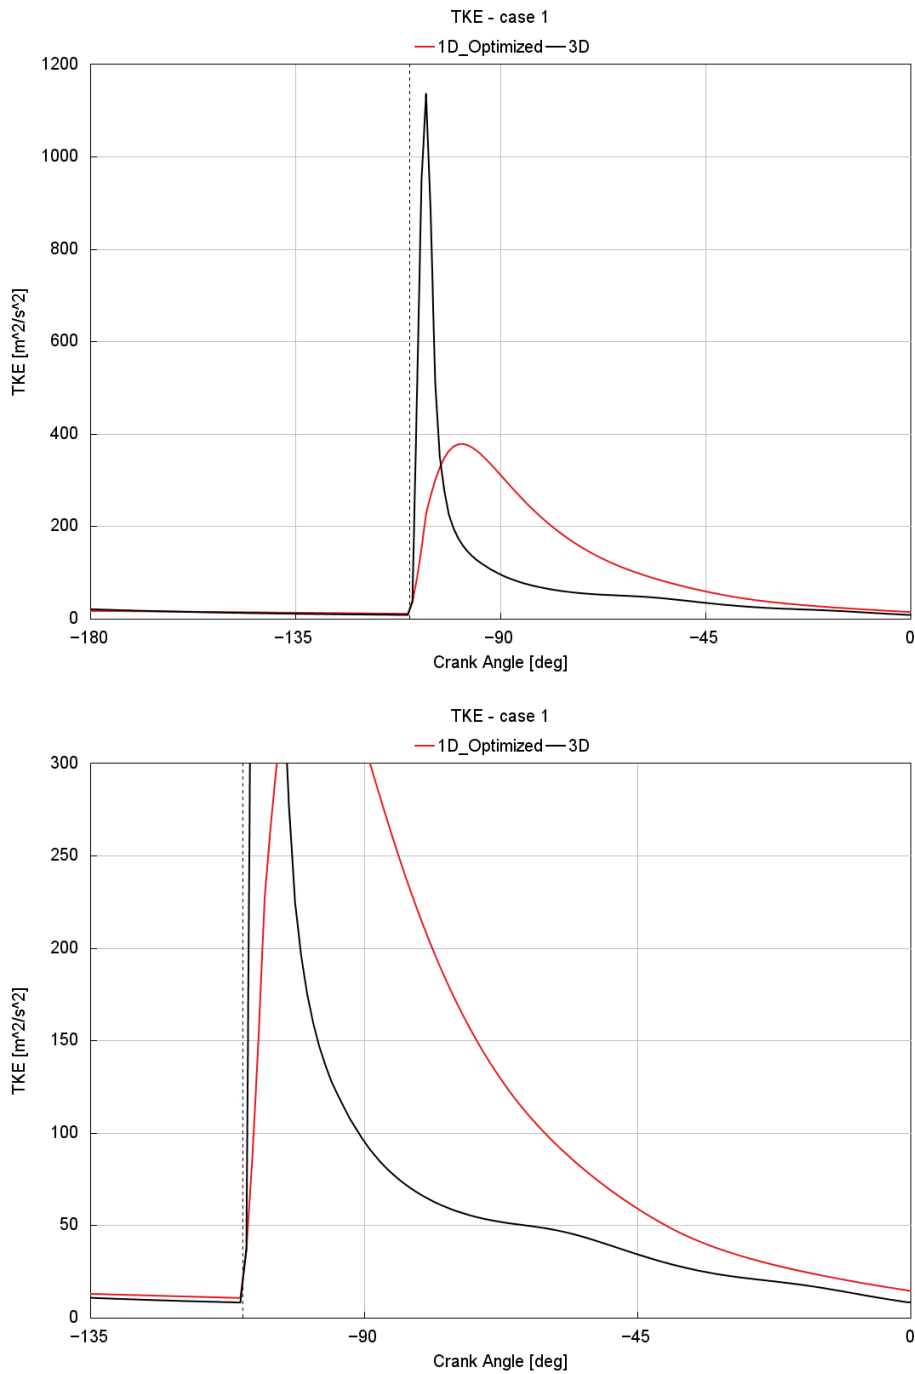 TKE - case 1
1D_Optimized 3D
1200
1000
800
600
400
200
0
TKE [m^2/s^2]
−180 −135 −90 −45 0
Crank Angle [deg]
TKE - case 1
1D_Optimized 3D
300
250
200
150
100
50
0
TKE [m^2/s^2]
−135 −90 −45 0
Crank Angle [deg]